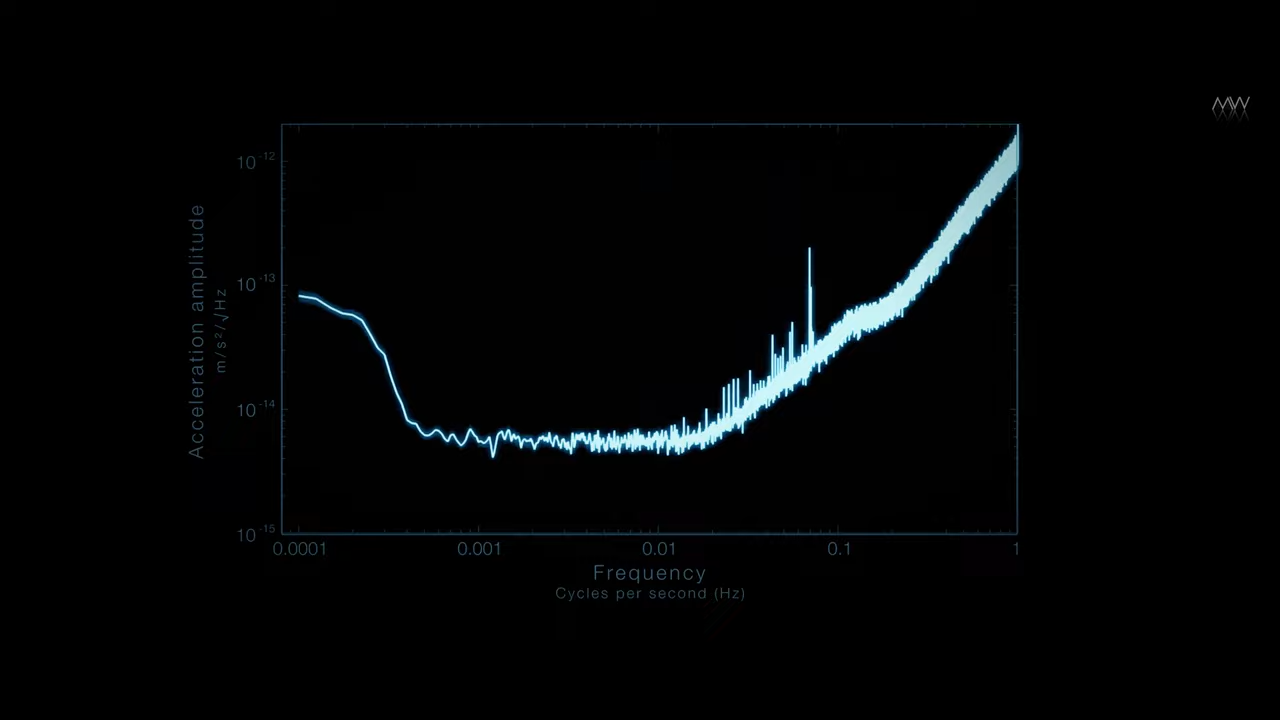 MW
10-12
10-13
10-14
10-15
Acceleration amplitude
m/s²/√Hz
0.0001 0.001 0.01 0.1 1
Frequency
Cycles per second (Hz)